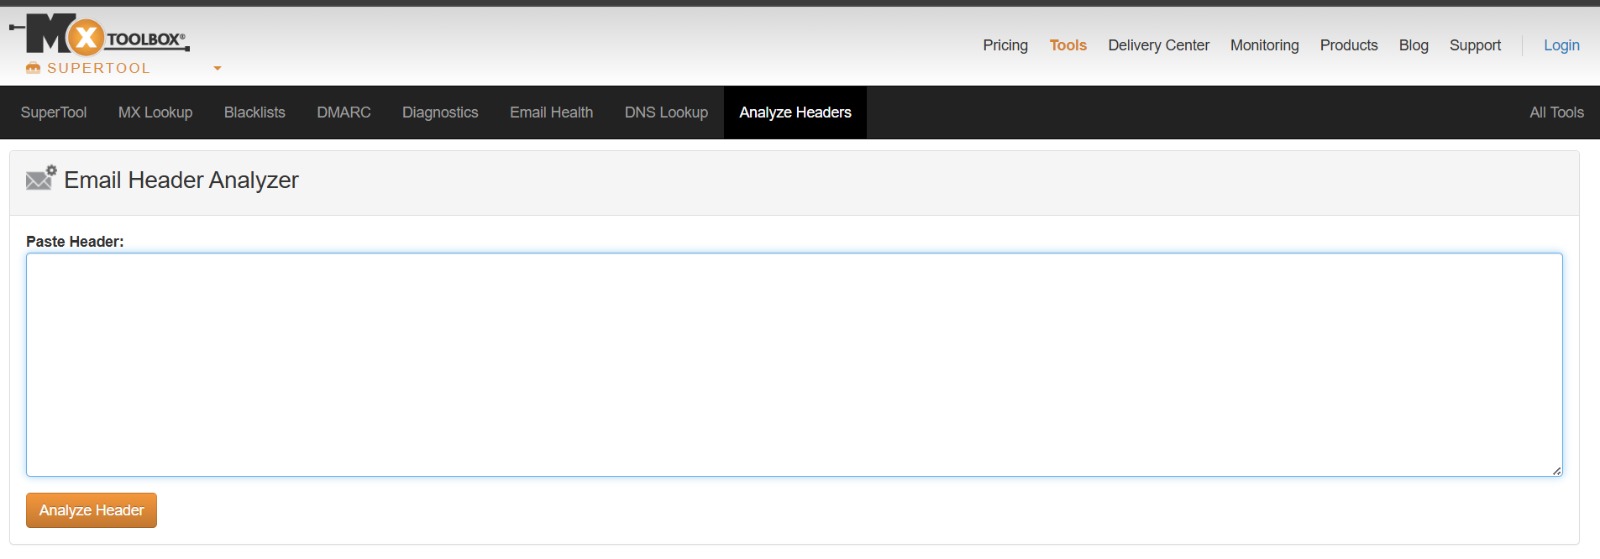 MX TOOLBOX®
SUPERTOOL
Pricing Tools Delivery Center Monitoring Products Blog Support Login
SuperTool MX Lookup Blacklists DMARC Diagnostics Email Health DNS Lookup Analyze Headers All Tools
Email Header Analyzer
Paste Header:
Analyze Header